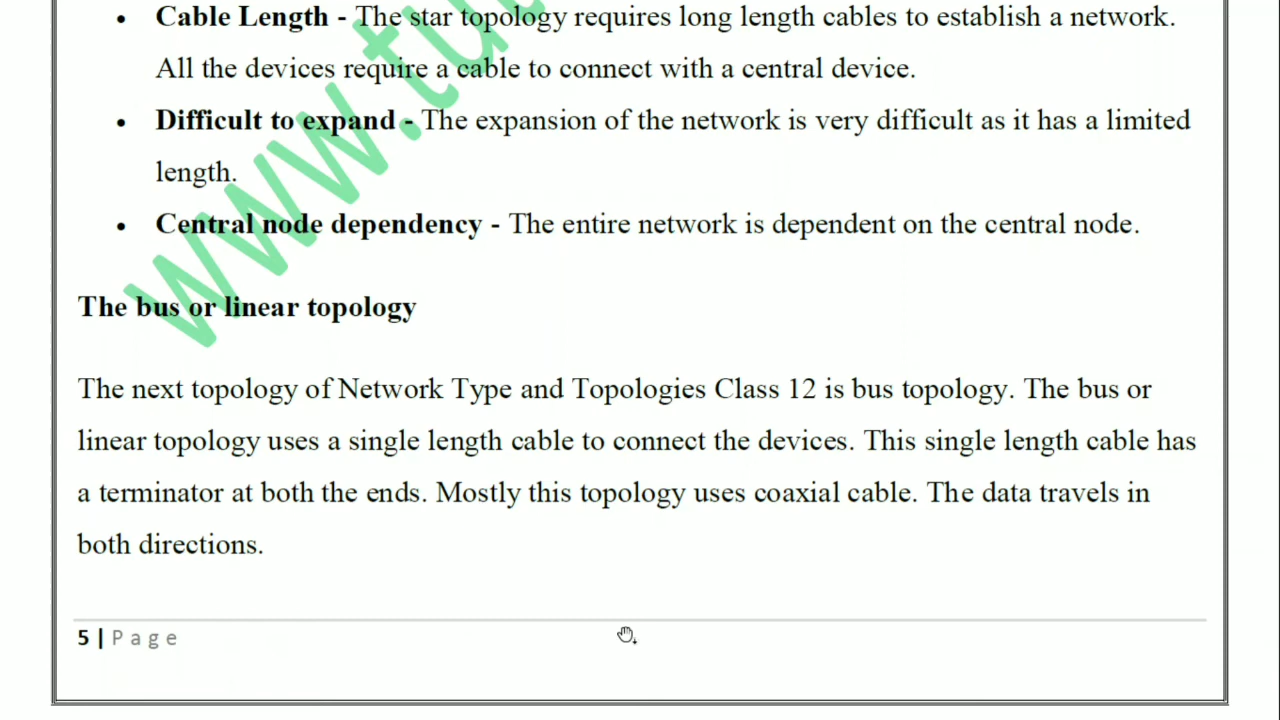 • Cable Length - The star topology requires long length cables to establish a network.
All the devices require a cable to connect with a central device.
• Difficult to expand - The expansion of the network is very difficult as it has a limited
length.
• Central node dependency - The entire network is dependent on the central node.
The bus or linear topology
The next topology of Network Type and Topologies Class 12 is bus topology. The bus or
linear topology uses a single length cable to connect the devices. This single length cable has
a terminator at both the ends. Mostly this topology uses coaxial cable. The data travels in
both directions.
5 | Page
www.tu